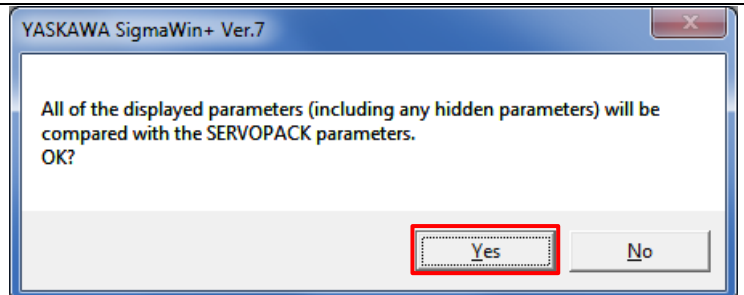 YASKAWA SigmaWin+ Ver.7
All of the displayed parameters (including any hidden parameters) will be
compared with the SERVOPACK parameters.
OK?
Yes
No